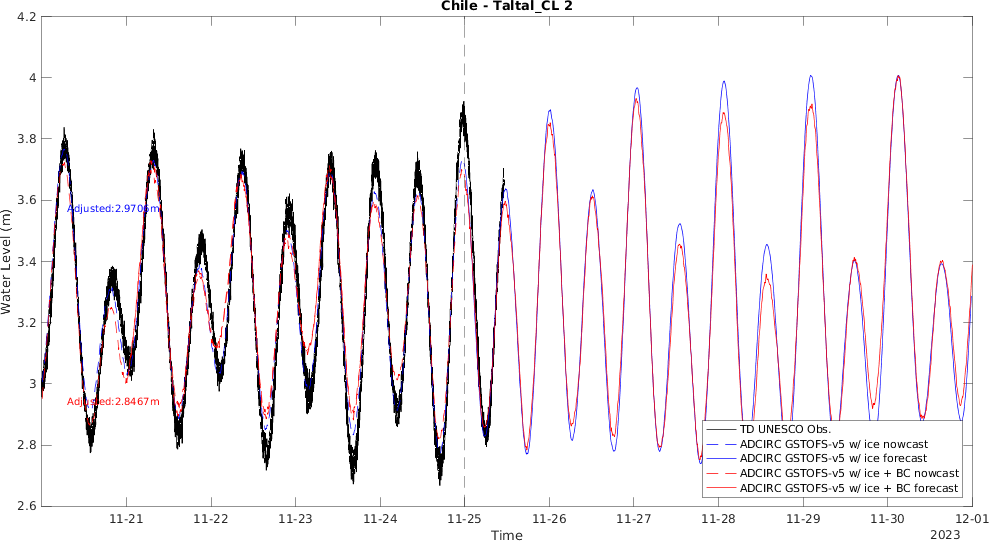 Chile - Taltal_CL 2
4.2
4
3.8
3.6
3.4
3.2
3
2.8
2.6
Water Level (m)
Adjusted:2.9706m
Adjusted:2.8467m
TD UNESCO Obs.
ADCIRC GSTOFS-v5 w/ ice nowcast
ADCIRC GSTOFS-v5 w/ ice forecast
ADCIRC GSTOFS-v5 w/ ice + BC nowcast
ADCIRC GSTOFS-v5 w/ ice + BC forecast
11-21 11-22 11-23 11-24 11-25 11-26 11-27 11-28 11-29 11-30 12-01
Time
2023